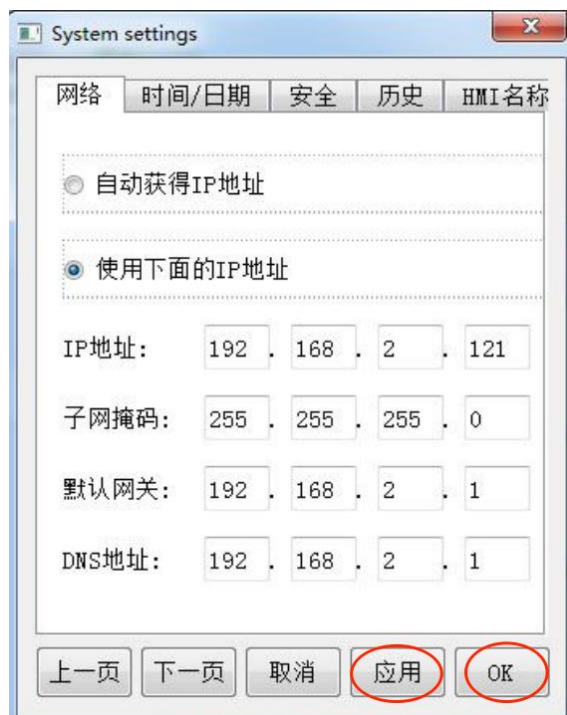 System settings
网络 时间/日期 安全 历史 HMI名称
自动获得IP地址
使用下面的IP地址
IP地址: 192 . 168 . 2 . 121
子网掩码: 255 . 255 . 255 . 0
默认网关: 192 . 168 . 2 . 1
DNS地址: 192 . 168 . 2 . 1
上一页 下一页 取消 应用 OK